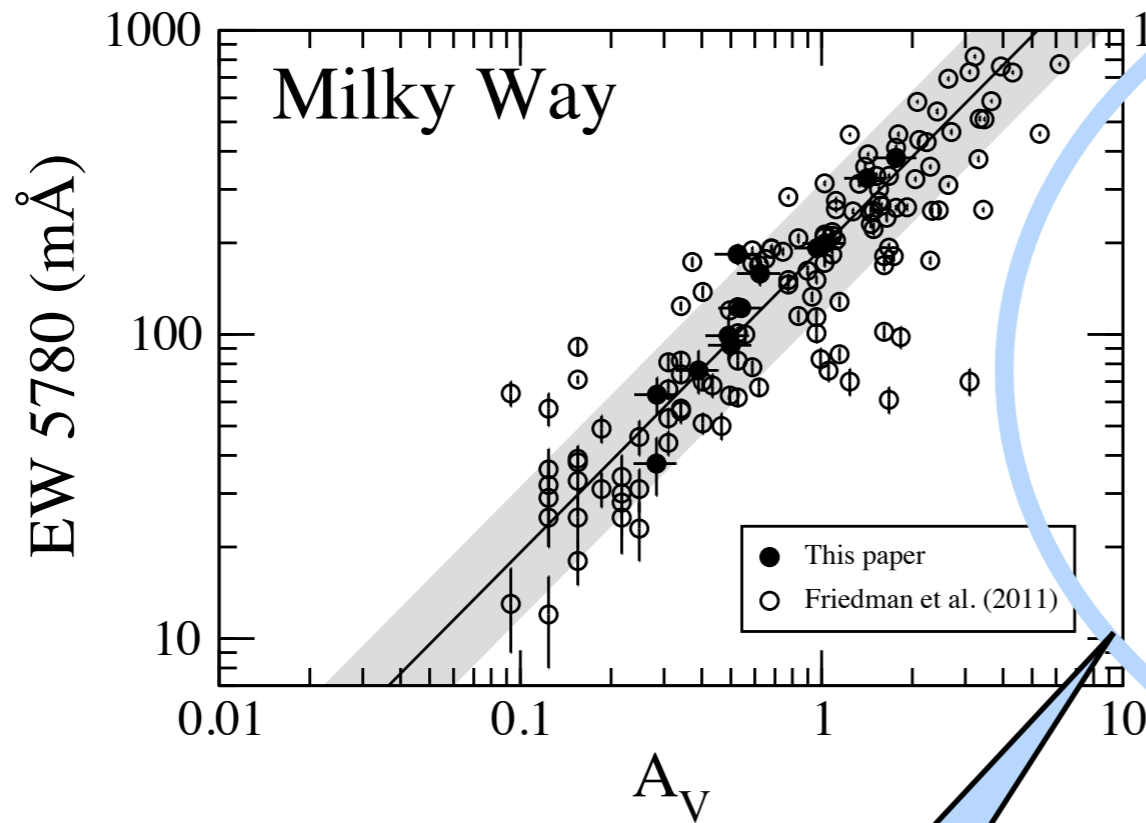 1000
Milky Way
1
EW 5780 (mÅ)
100
This paper
Friedman et al. (2011)
10
0.01 0.1 1 10
A_V